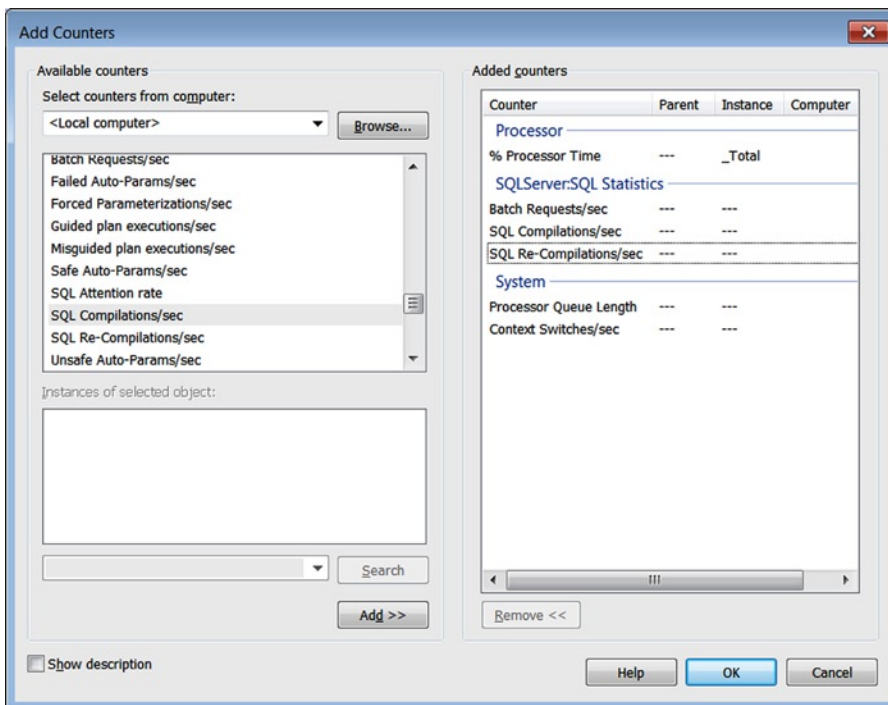 Add Counters
Available counters
Select counters from computer:
<Local computer>
Browse...
Batch Requests/sec
Failed Auto-Params/sec
Forced Parameterizations/sec
Guided plan executions/sec
Misguided plan executions/sec
Safe Auto-Params/sec
SQL Attention rate
SQL Compilations/sec
SQL Re-Compilations/sec
Unsafe Auto-Params/sec
Instances of selected object:
Search
Add >>
Added counters
Counter Parent Instance Computer
Processor
% Processor Time --- _Total
SQLServer:SQL Statistics
Batch Requests/sec --- ---
SQL Compilations/sec --- ---
SQL Re-Compilations/sec --- ---
System
Processor Queue Length --- ---
Context Switches/sec --- ---
Remove <<
Show description
Help OK Cancel